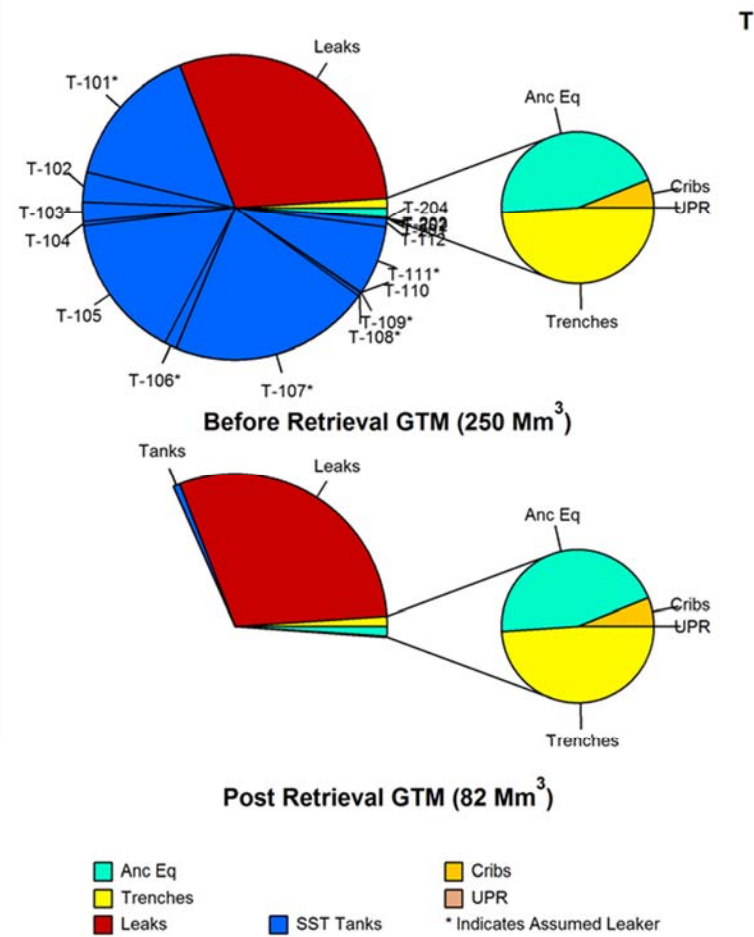 T
Leaks
T-101*
Anc Eq
T-102
Cribs
T-103*
T-204
UPR
T-104
T-112
T-111*
T-110
T-105
T-109*
Trenches
T-108*
T-106*
T-107*
Before Retrieval GTM (250 Mm³)
Tanks
Leaks
Anc Eq
Cribs
UPR
Trenches
Post Retrieval GTM (82 Mm³)
Anc Eq
Cribs
Trenches
UPR
Leaks
SST Tanks
* Indicates Assumed Leaker